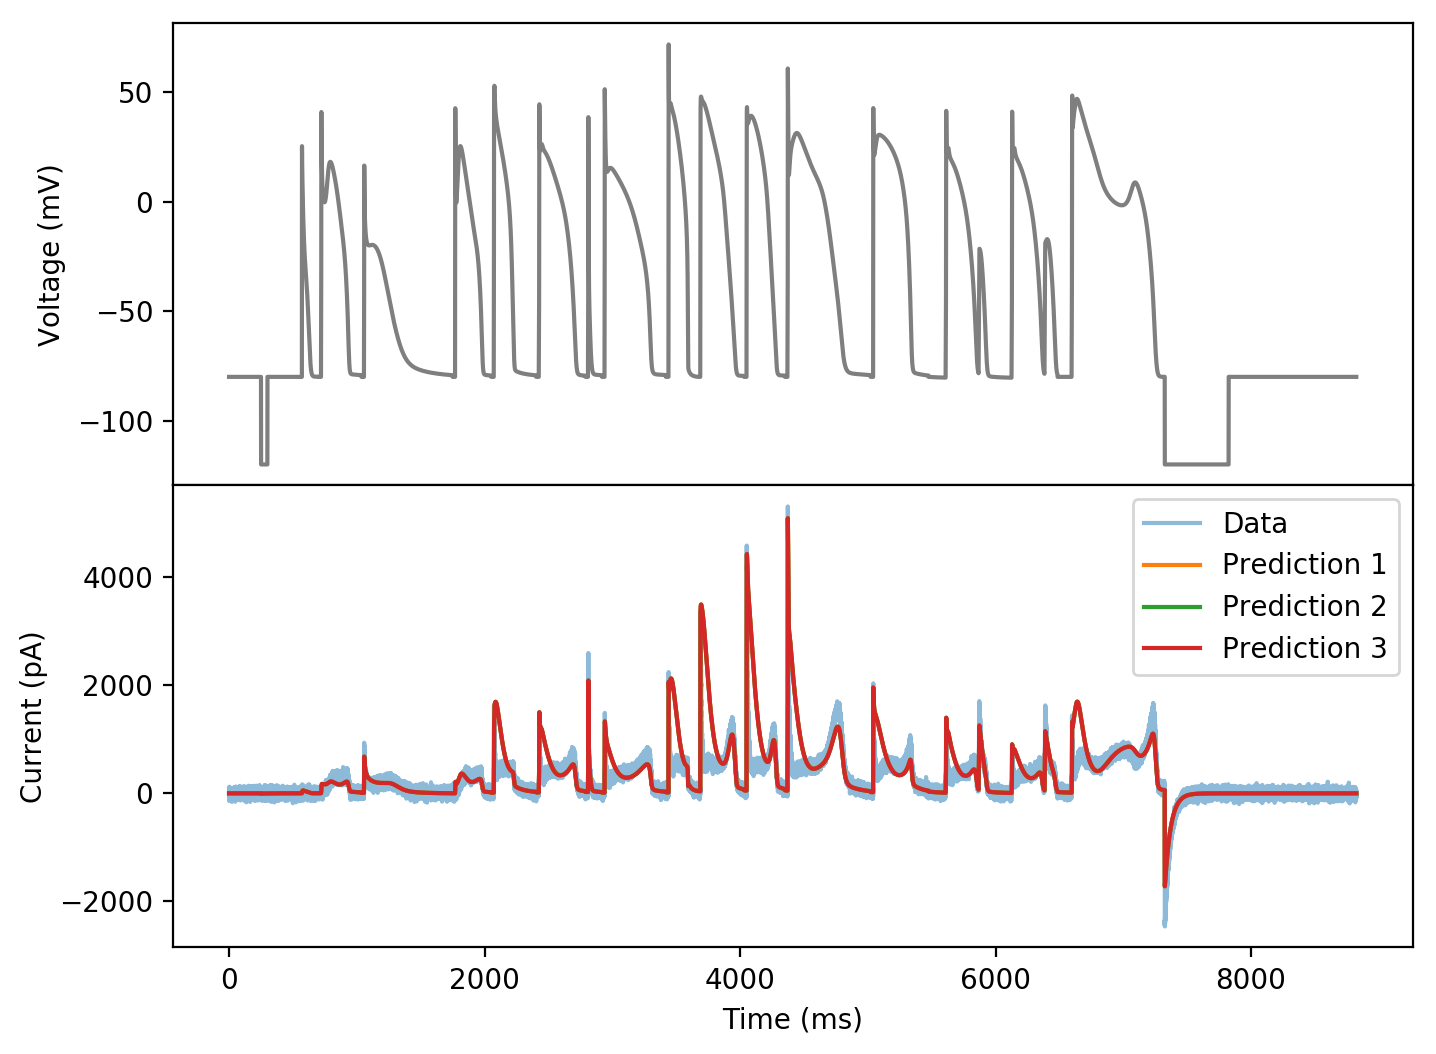 50
0
−50
−100
Voltage (mV)
Data
Prediction 1
Prediction 2
Prediction 3
4000
2000
0
−2000
Current (pA)
0 2000 4000 6000 8000
Time (ms)